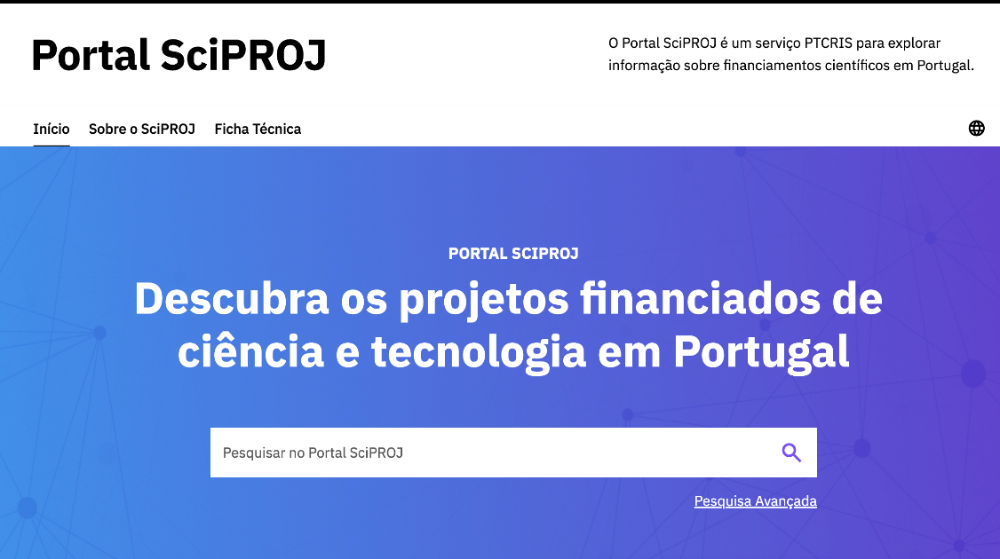 Portal SciPROJ
O Portal SciPROJ é um serviço PTCRIS para explorar
informação sobre financiamentos científicos em Portugal.
Início
Sobre o SciPROJ
Ficha Técnica
PORTAL SCIPROJ
Descubra os projetos financiados de
ciência e tecnologia em Portugal
Pesquisar no Portal SciPROJ
Pesquisa Avançada